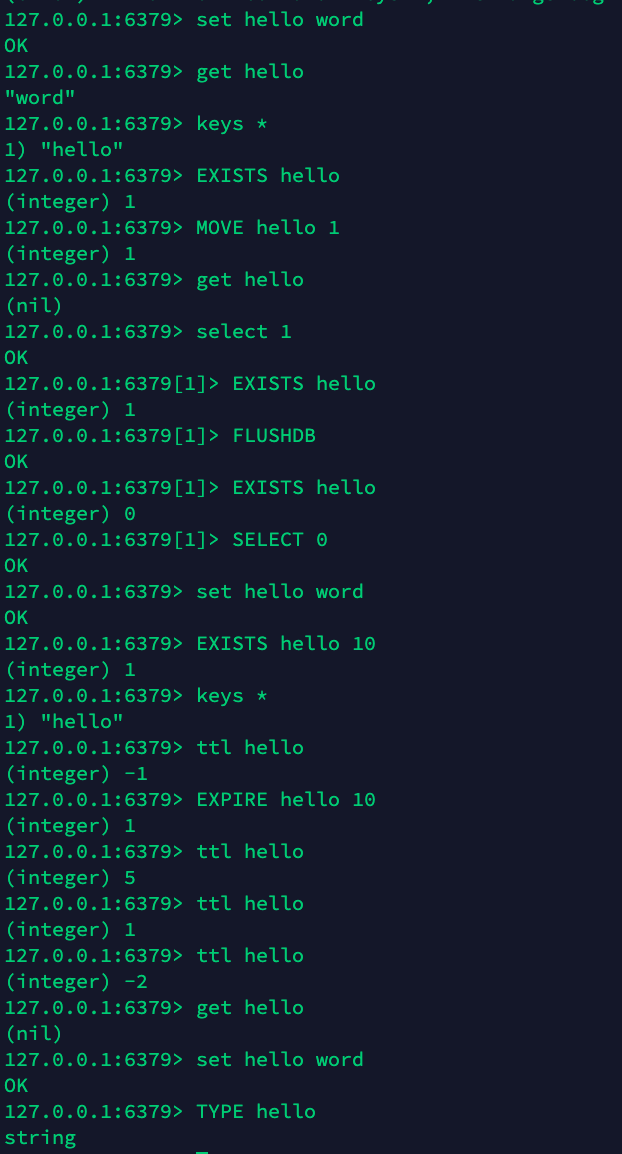 127.0.0.1:6379> set hello word
OK
127.0.0.1:6379> get hello
"word"
127.0.0.1:6379> keys *
1) "hello"
127.0.0.1:6379> EXISTS hello
(integer) 1
127.0.0.1:6379> MOVE hello 1
(integer) 1
127.0.0.1:6379> get hello
(nil)
127.0.0.1:6379> select 1
OK
127.0.0.1:6379[1]> EXISTS hello
(integer) 1
127.0.0.1:6379[1]> FLUSHDB
OK
127.0.0.1:6379[1]> EXISTS hello
(integer) 0
127.0.0.1:6379[1]> SELECT 0
OK
127.0.0.1:6379> set hello word
OK
127.0.0.1:6379> EXISTS hello 10
(integer) 1
127.0.0.1:6379> keys *
1) "hello"
127.0.0.1:6379> ttl hello
(integer) -1
127.0.0.1:6379> EXPIRE hello 10
(integer) 1
127.0.0.1:6379> ttl hello
(integer) 5
127.0.0.1:6379> ttl hello
(integer) 1
127.0.0.1:6379> ttl hello
(integer) -2
127.0.0.1:6379> get hello
(nil)
127.0.0.1:6379> set hello word
OK
127.0.0.1:6379> TYPE hello
string